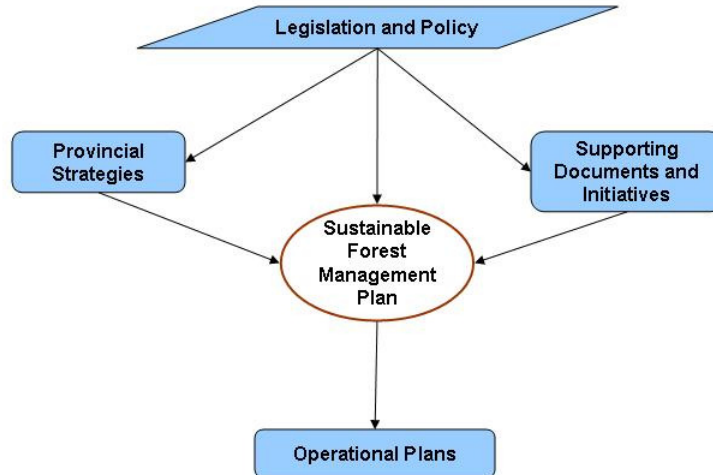 Legislation and Policy
Provincial
Strategies
Supporting
Documents and
Initiatives
Sustainable
Forest
Management
Plan
Operational Plans